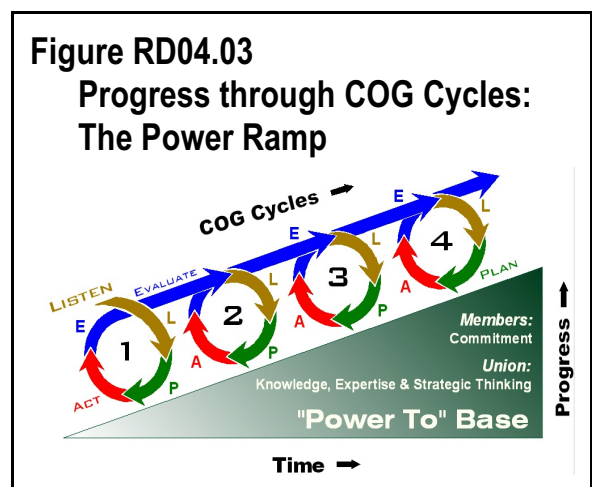 Figure RD04.03
Progress through COG Cycles:
The Power Ramp
COG Cycles
LISTEN
EVALUATE
E
L
P
ACT
1
L
P
A
2
E
L
P
A
3
E
L
PLAN
A
4
Members:
Commitment
Union:
Knowledge, Expertise & Strategic Thinking
"Power To" Base
Progress
Time